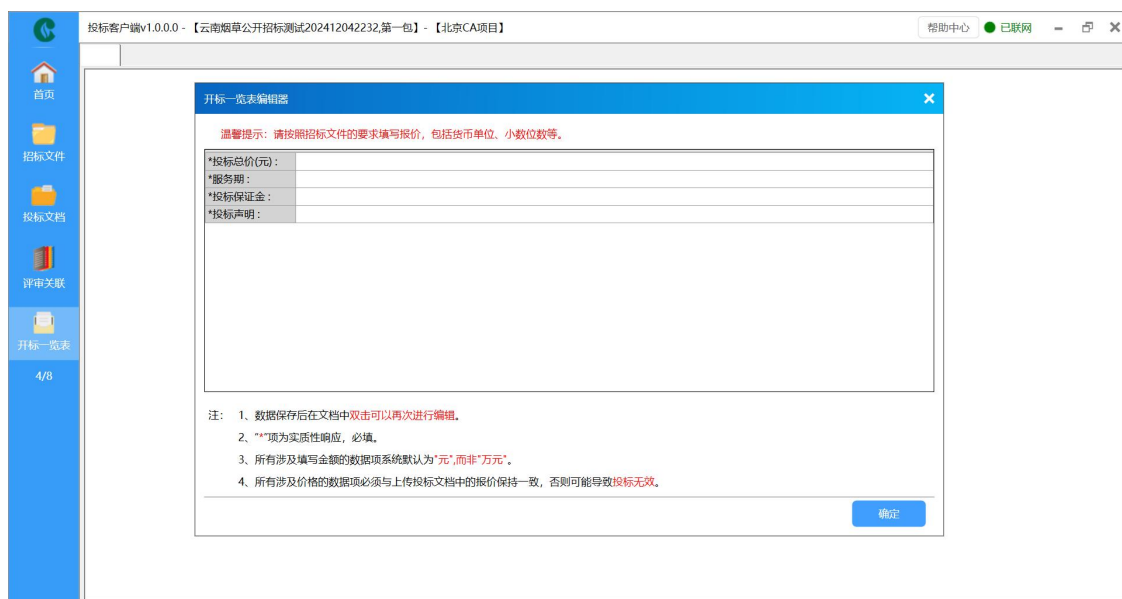 投标客户端v1.0.0.0 - 【云南烟草公开招标测试202412042232,第一包】 - 【北京CA项目】
帮助中心
已联网
首页
招标文件
投标文档
评审关联
开标一览表
4/8
开标一览表编辑器
温馨提示：请按照招标文件的要求填写报价，包括货币单位、小数位数等。
*投标总价(元)：
*服务期：
*投标保证金：
*投标声明：
注： 1、数据保存后在文档中双击可以再次进行编辑。
2、"*"项为实质性响应，必填。
3、所有涉及填写金额的数据项系统默认为"元",而非"万元"。
4、所有涉及价格的数据项必须与上传投标文档中的报价保持一致，否则可能导致投标无效。
确定